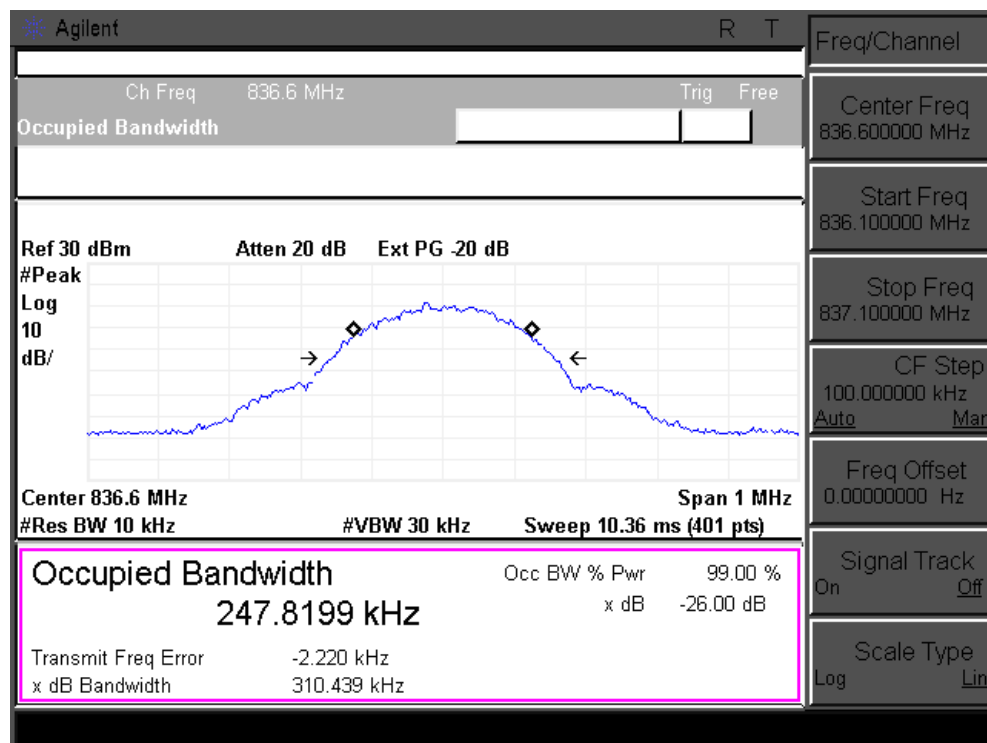 Agilent R T
Ch Freq 836.6 MHz Trig Free
Occupied Bandwidth
Ref 30 dBm Atten 20 dB Ext PG -20 dB
#Peak
Log
10
dB/
Center 836.6 MHz Span 1 MHz
#Res BW 10 kHz #VBW 30 kHz Sweep 10.36 ms (401 pts)
Occupied Bandwidth
247.8199 kHz
Occ BW % Pwr 99.00 %
x dB -26.00 dB
Transmit Freq Error -2.220 kHz
x dB Bandwidth 310.439 kHz
Freq/Channel
Center Freq
836.600000 MHz
Start Freq
836.100000 MHz
Stop Freq
837.100000 MHz
CF Step
100.000000 kHz
Auto Man
Freq Offset
0.00000000 Hz
Signal Track
On Off
Scale Type
Log Lin